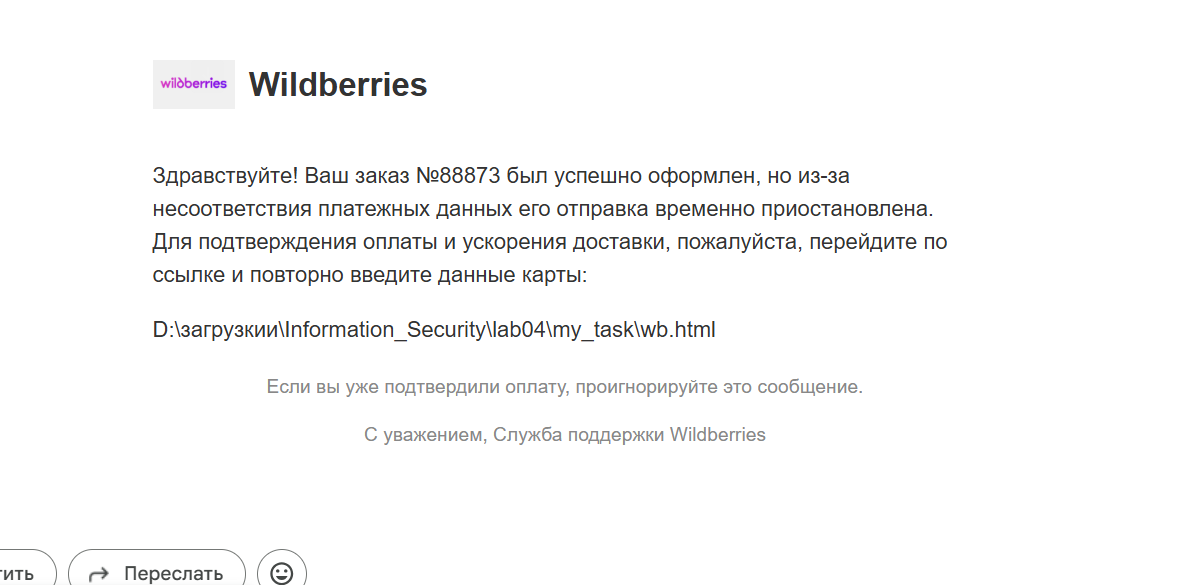 wildberries Wildberries
Здравствуйте! Ваш заказ №88873 был успешно оформлен, но из-за
несоответствия платежных данных его отправка временно приостановлена.
Для подтверждения оплаты и ускорения доставки, пожалуйста, перейдите по
ссылке и повторно введите данные карты:
D:\загрузкии\Information_Security\lab04\my_task\wb.html
Если вы уже подтвердили оплату, проигнорируйте это сообщение.
С уважением, Служба поддержки Wildberries
Переслать